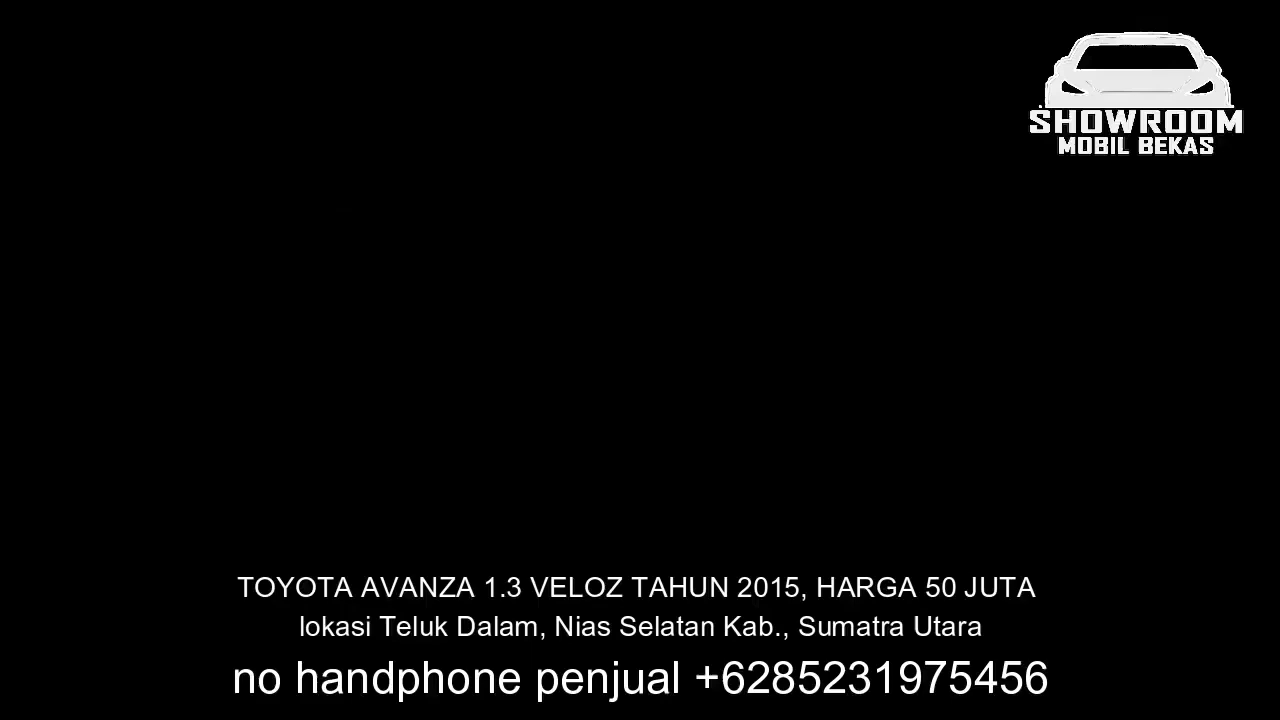 SHOWROOM
MOBIL BEKAS
TOYOTA AVANZA 1.3 VELOZ TAHUN 2015, HARGA 50 JUTA
lokasi Teluk Dalam, Nias Selatan Kab., Sumatra Utara
no handphone penjual +6285231975456